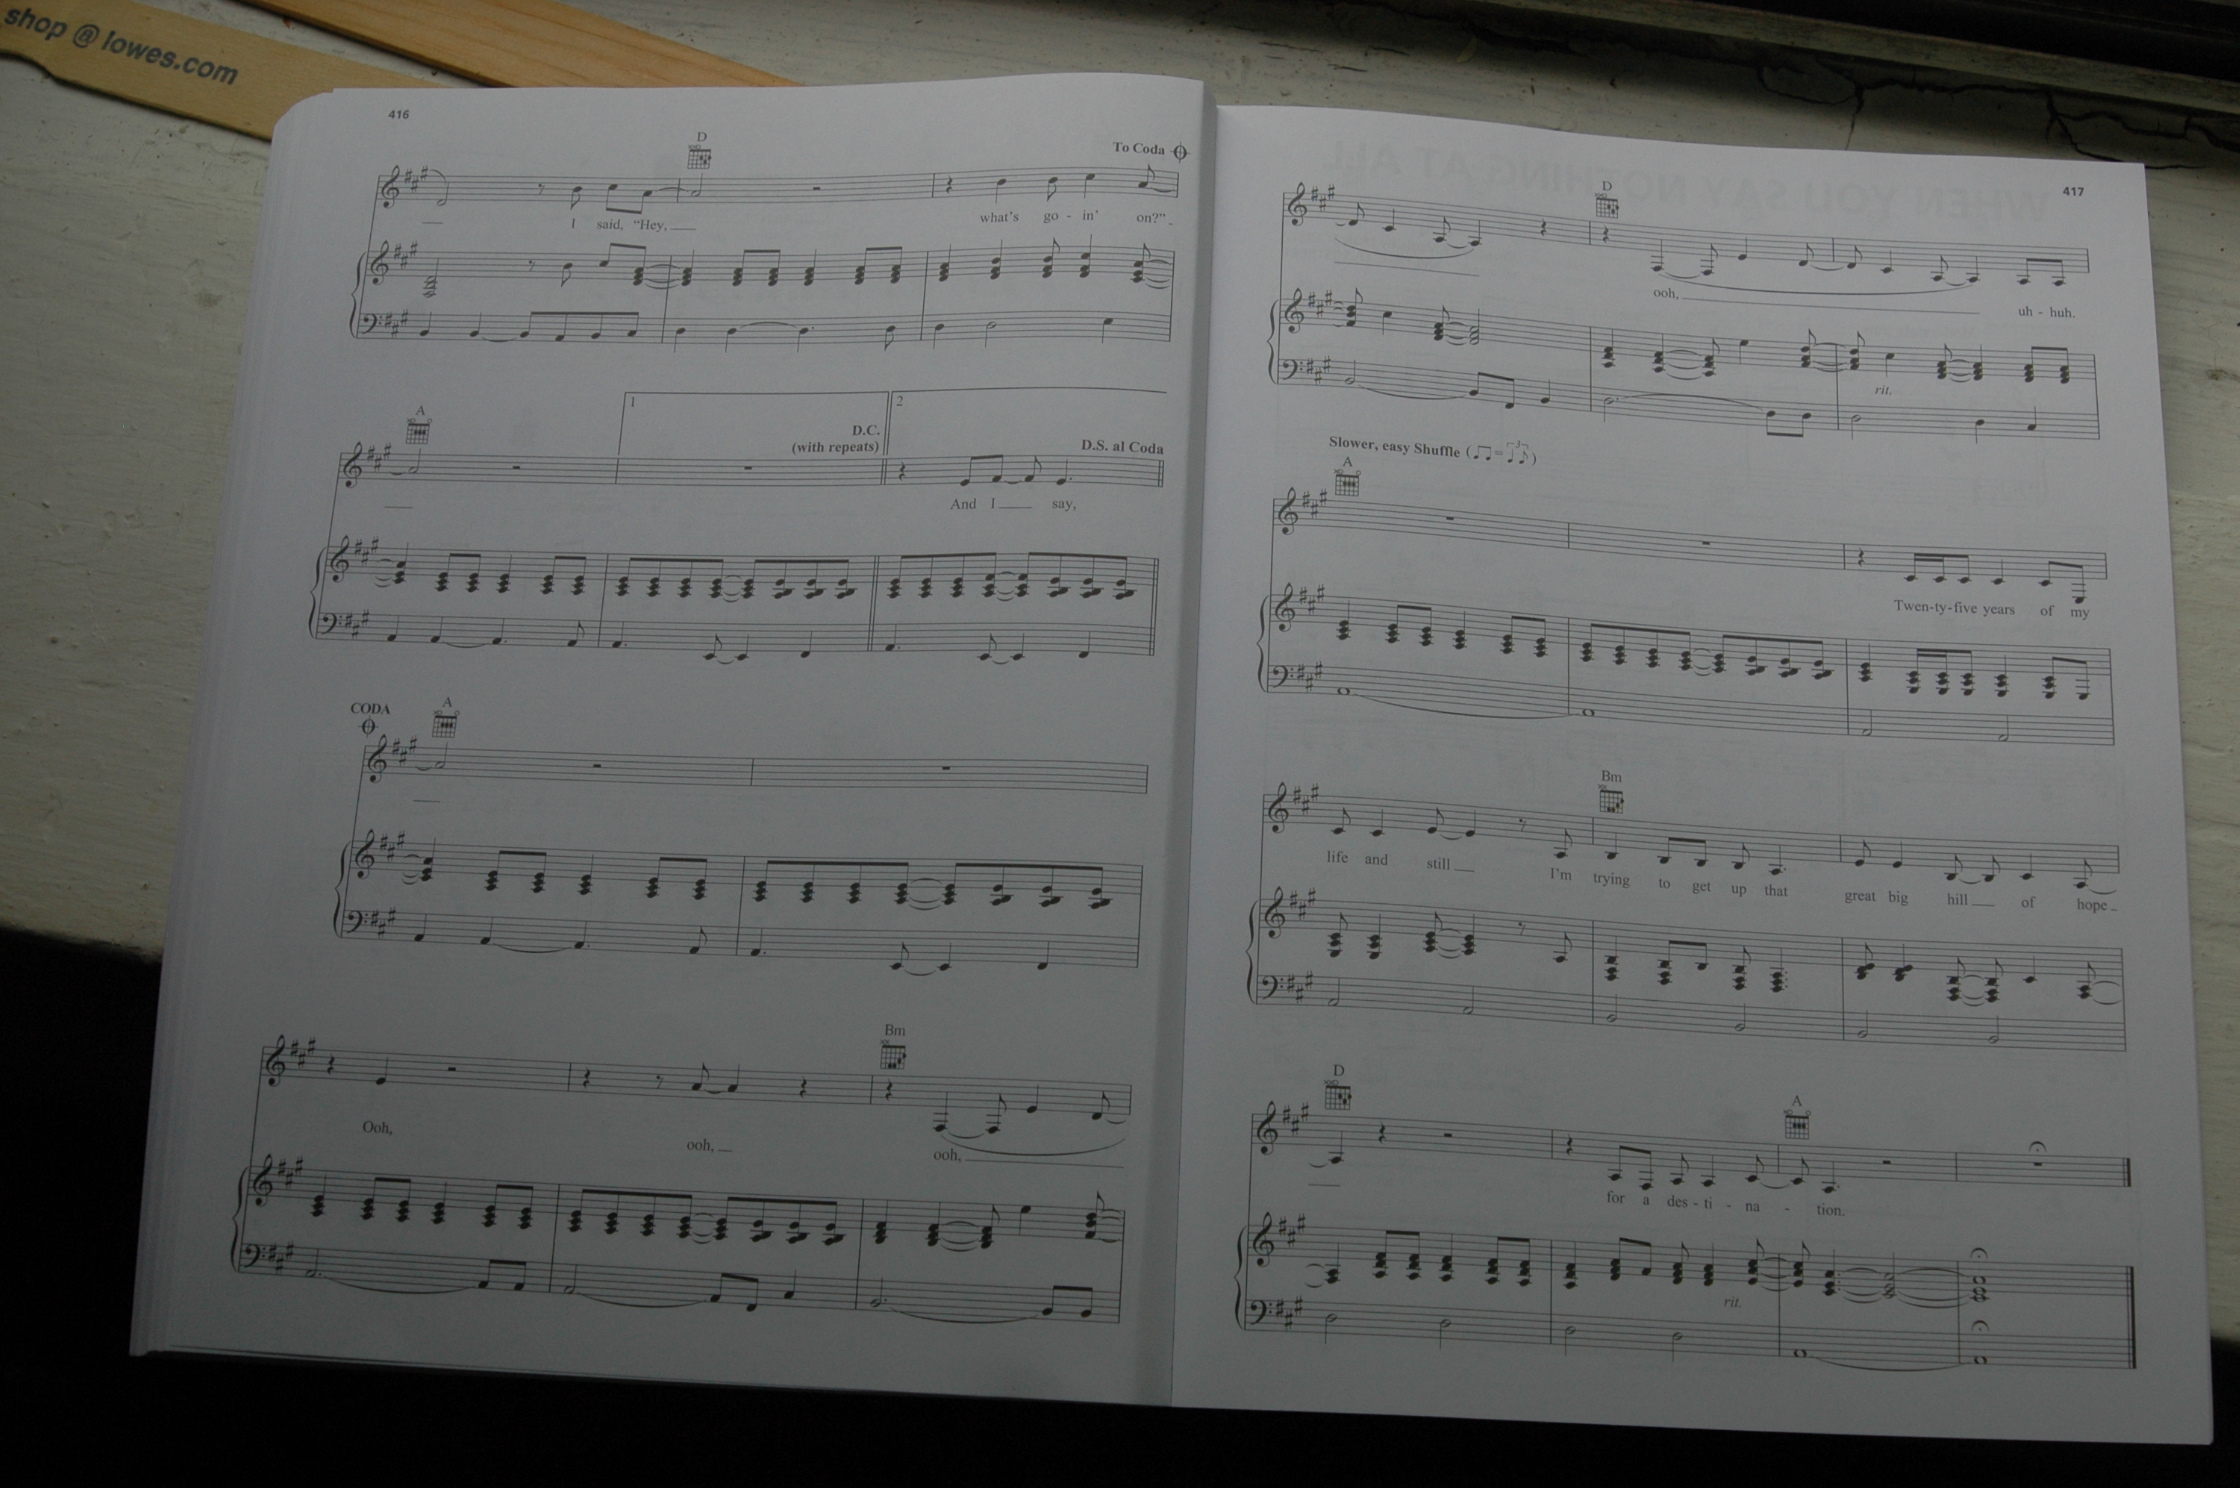 shop @ lowes.com
416
D
To Coda
I said, “Hey, what's go - in' on?”
A
1
2
D.C.
(with repeats)
D.S. al Coda
And I say,
CODA
A
Bm
Ooh, ooh, ooh,
417
D
ooh, uh - huh.
rit.
Slower, easy Shuffle
3
A
Twen-ty-five years of my
Bm
life and still I'm trying to get up that great big hill of hope
D
A
for a des - ti - na - tion.
rit.